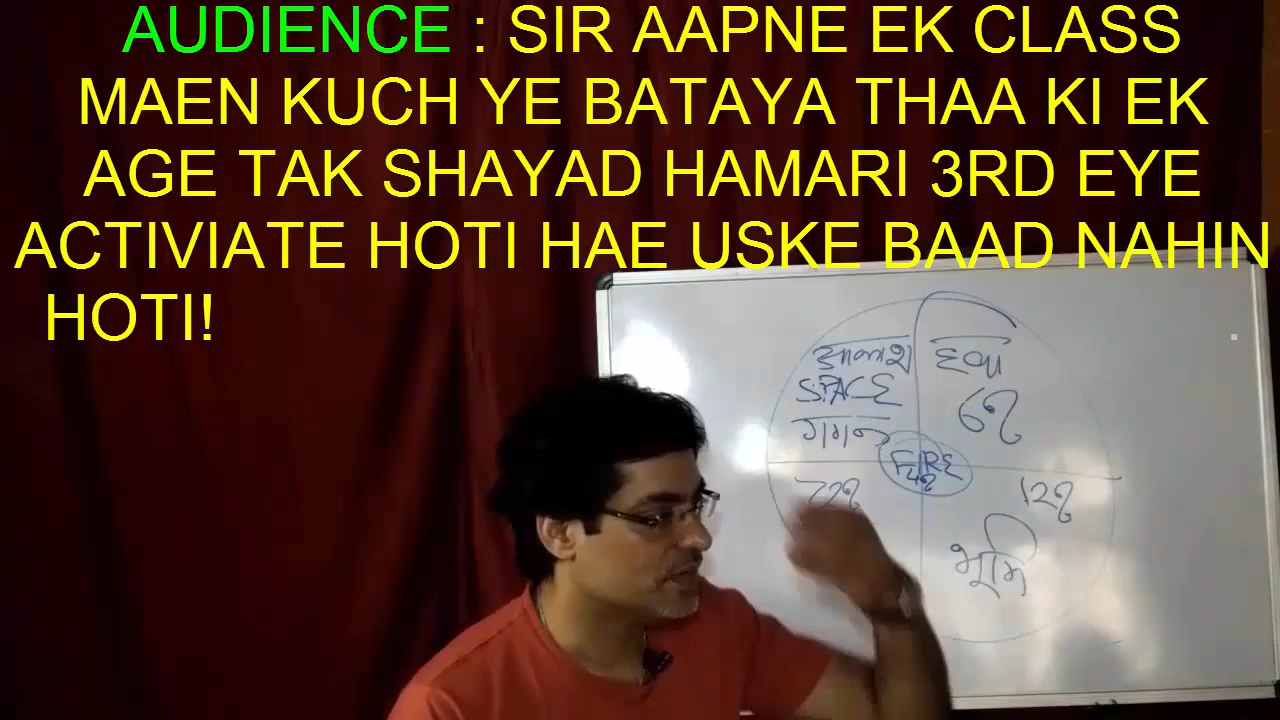 AUDIENCE : SIR AAPNE EK CLASS
MAEN KUCH YE BATAYA THAA KI EK
AGE TAK SHAYAD HAMARI 3RD EYE
ACTIVIATE HOTI HAE USKE BAAD NAHIN
HOTI!
आकाश हवा
SPACE
गगन
FIRE
भूमि